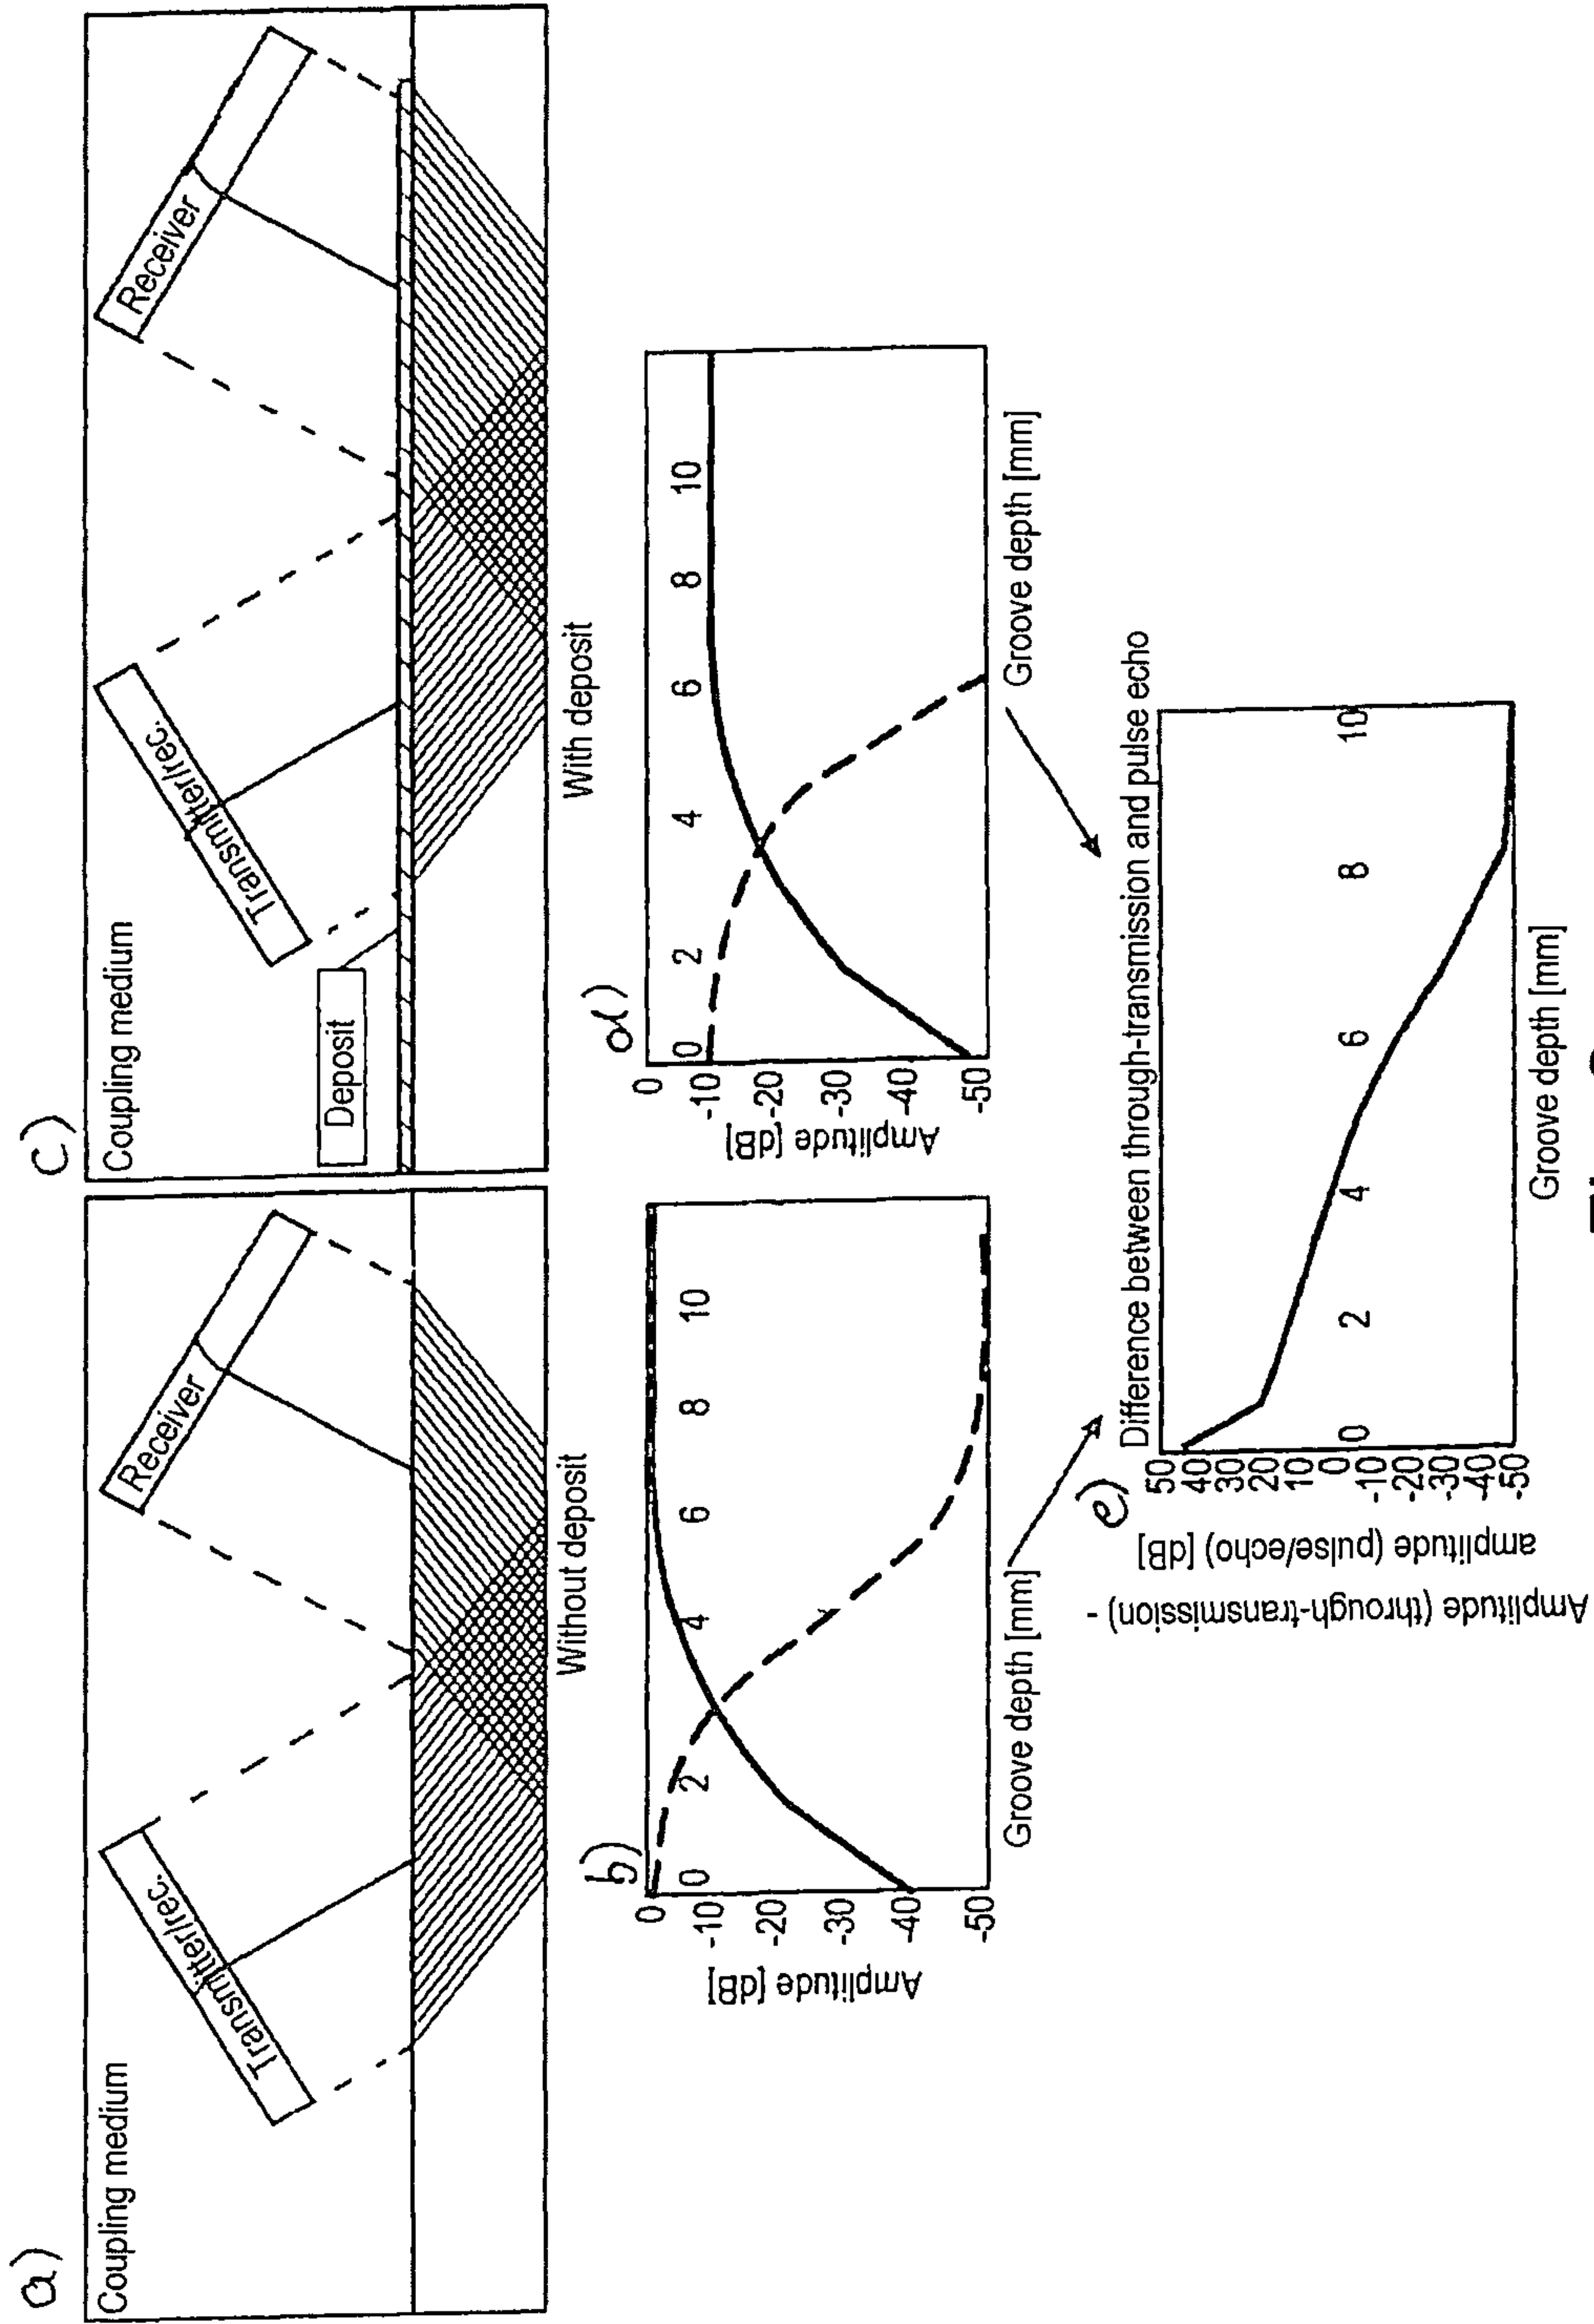 a)
Coupling medium
Transmitter/rec.
Receiver
Without deposit
c)
Coupling medium
Deposit
Transmitter/rec.
Receiver
With deposit
b)
Amplitude [dB]
0
-10
-20
-30
-40
-50
0 2 4 6 8 10
Groove depth [mm]
d)
Amplitude [dB]
0
-10
-20
-30
-40
-50
0 2 4 6 8 10
Groove depth [mm]
e)
Difference between through-transmission and pulse echo
Amplitude (through-transmission) -
amplitude (pulse/echo) [dB]
50
40
30
20
10
0
-10
-20
-30
-40
-50
0 2 4 6 8 10
Groove depth [mm]